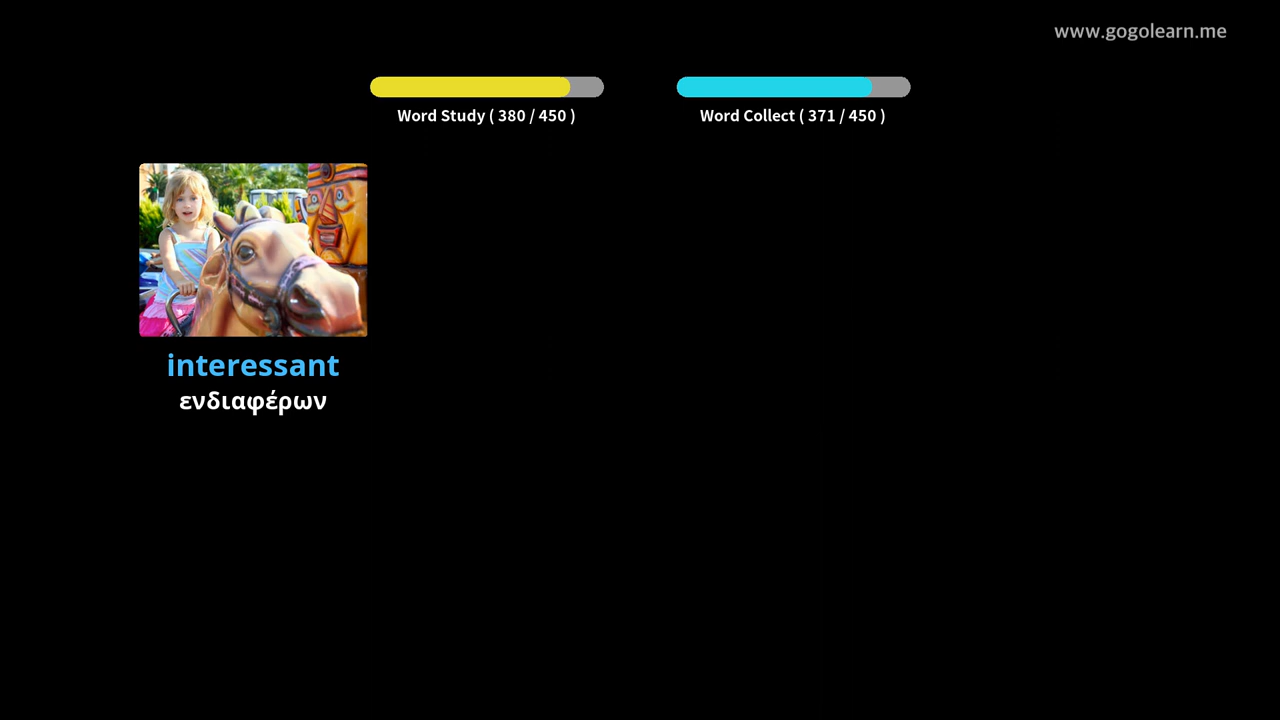 www.gogolearn.me
Word Study ( 380 / 450 )
Word Collect ( 371 / 450 )
interessant
ενδιαφέρων